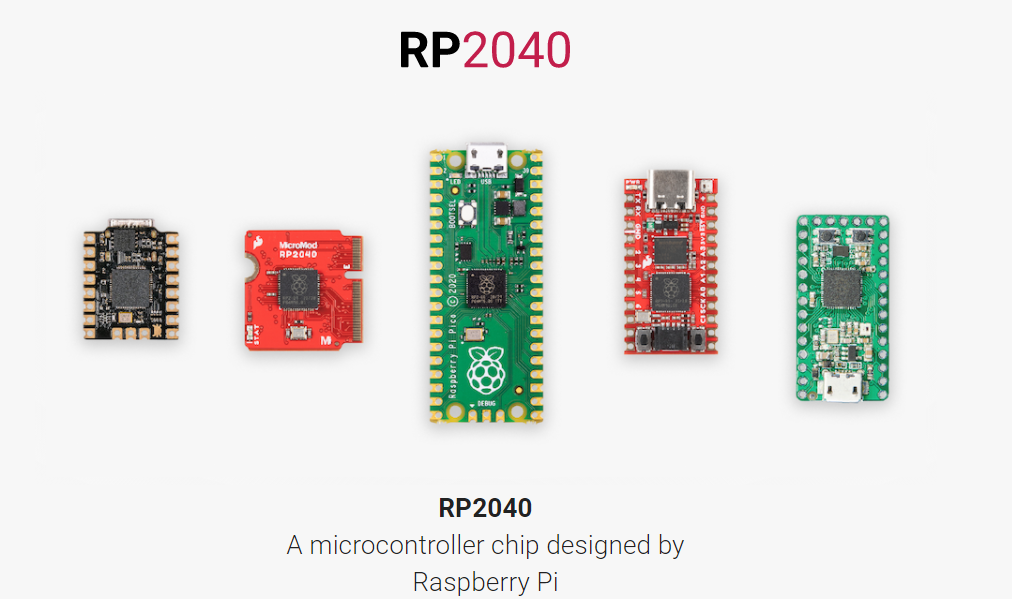 RP2040
MicroMod
RP2040
STAT
LED
USB
BOOTSEL
Raspberry Pi Pico © 2020
DEBUG
RP2040
A microcontroller chip designed by
Raspberry Pi